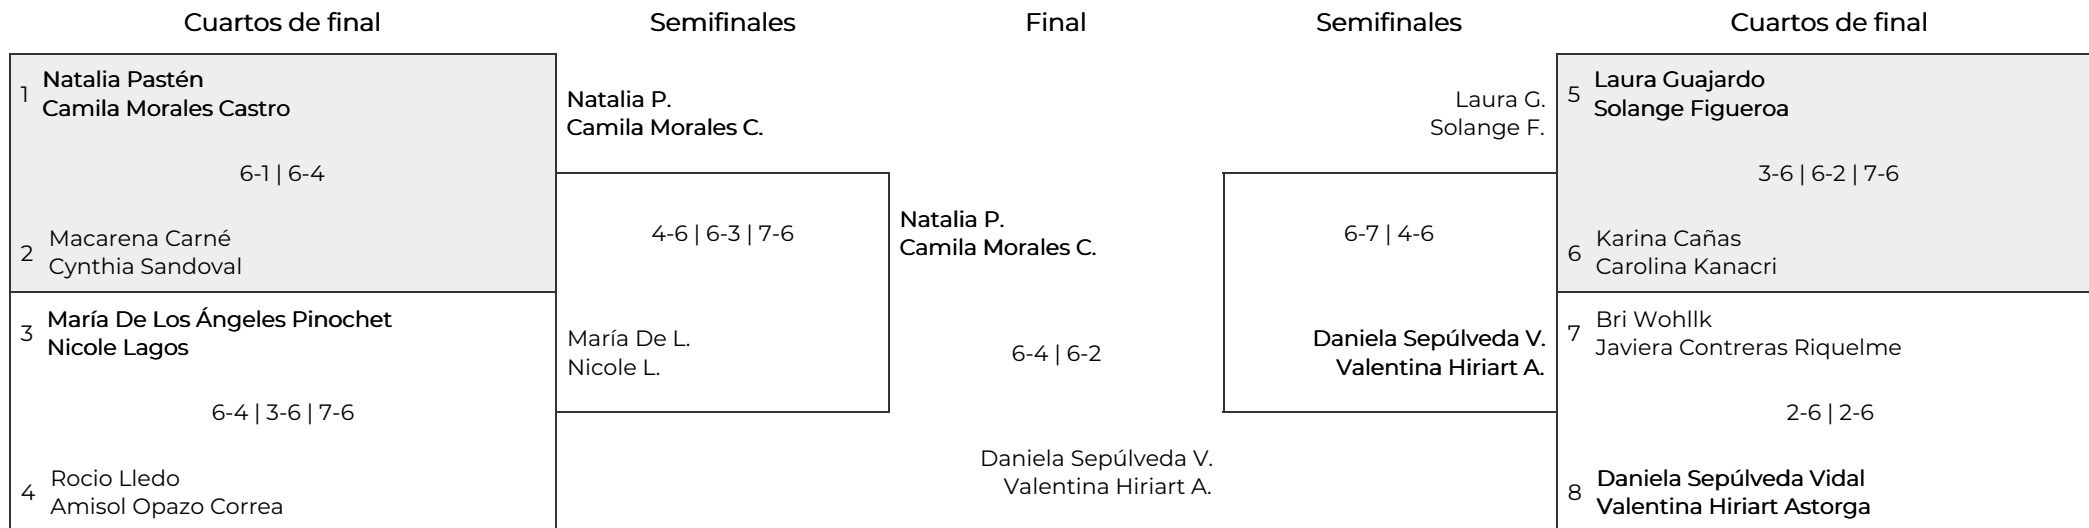 Cuartos de final
Semifinales
Final
Semifinales
Cuartos de final
1
Natalia Pastén
Camila Morales Castro
6-1 | 6-4
2
Macarena Carné
Cynthia Sandoval
3
María De Los Ángeles Pinochet
Nicole Lagos
6-4 | 3-6 | 7-6
4
Rocio Lledo
Amisol Opazo Correa
Natalia P.
Camila Morales C.
4-6 | 6-3 | 7-6
María De L.
Nicole L.
Natalia P.
Camila Morales C.
6-4 | 6-2
Daniela Sepúlveda V.
Valentina Hiriart A.
Laura G.
Solange F.
6-7 | 4-6
Daniela Sepúlveda V.
Valentina Hiriart A.
5
Laura Guajardo
Solange Figueroa
3-6 | 6-2 | 7-6
6
Karina Cañas
Carolina Kanacri
7
Bri Wohllk
Javiera Contreras Riquelme
2-6 | 2-6
8
Daniela Sepúlveda Vidal
Valentina Hiriart Astorga